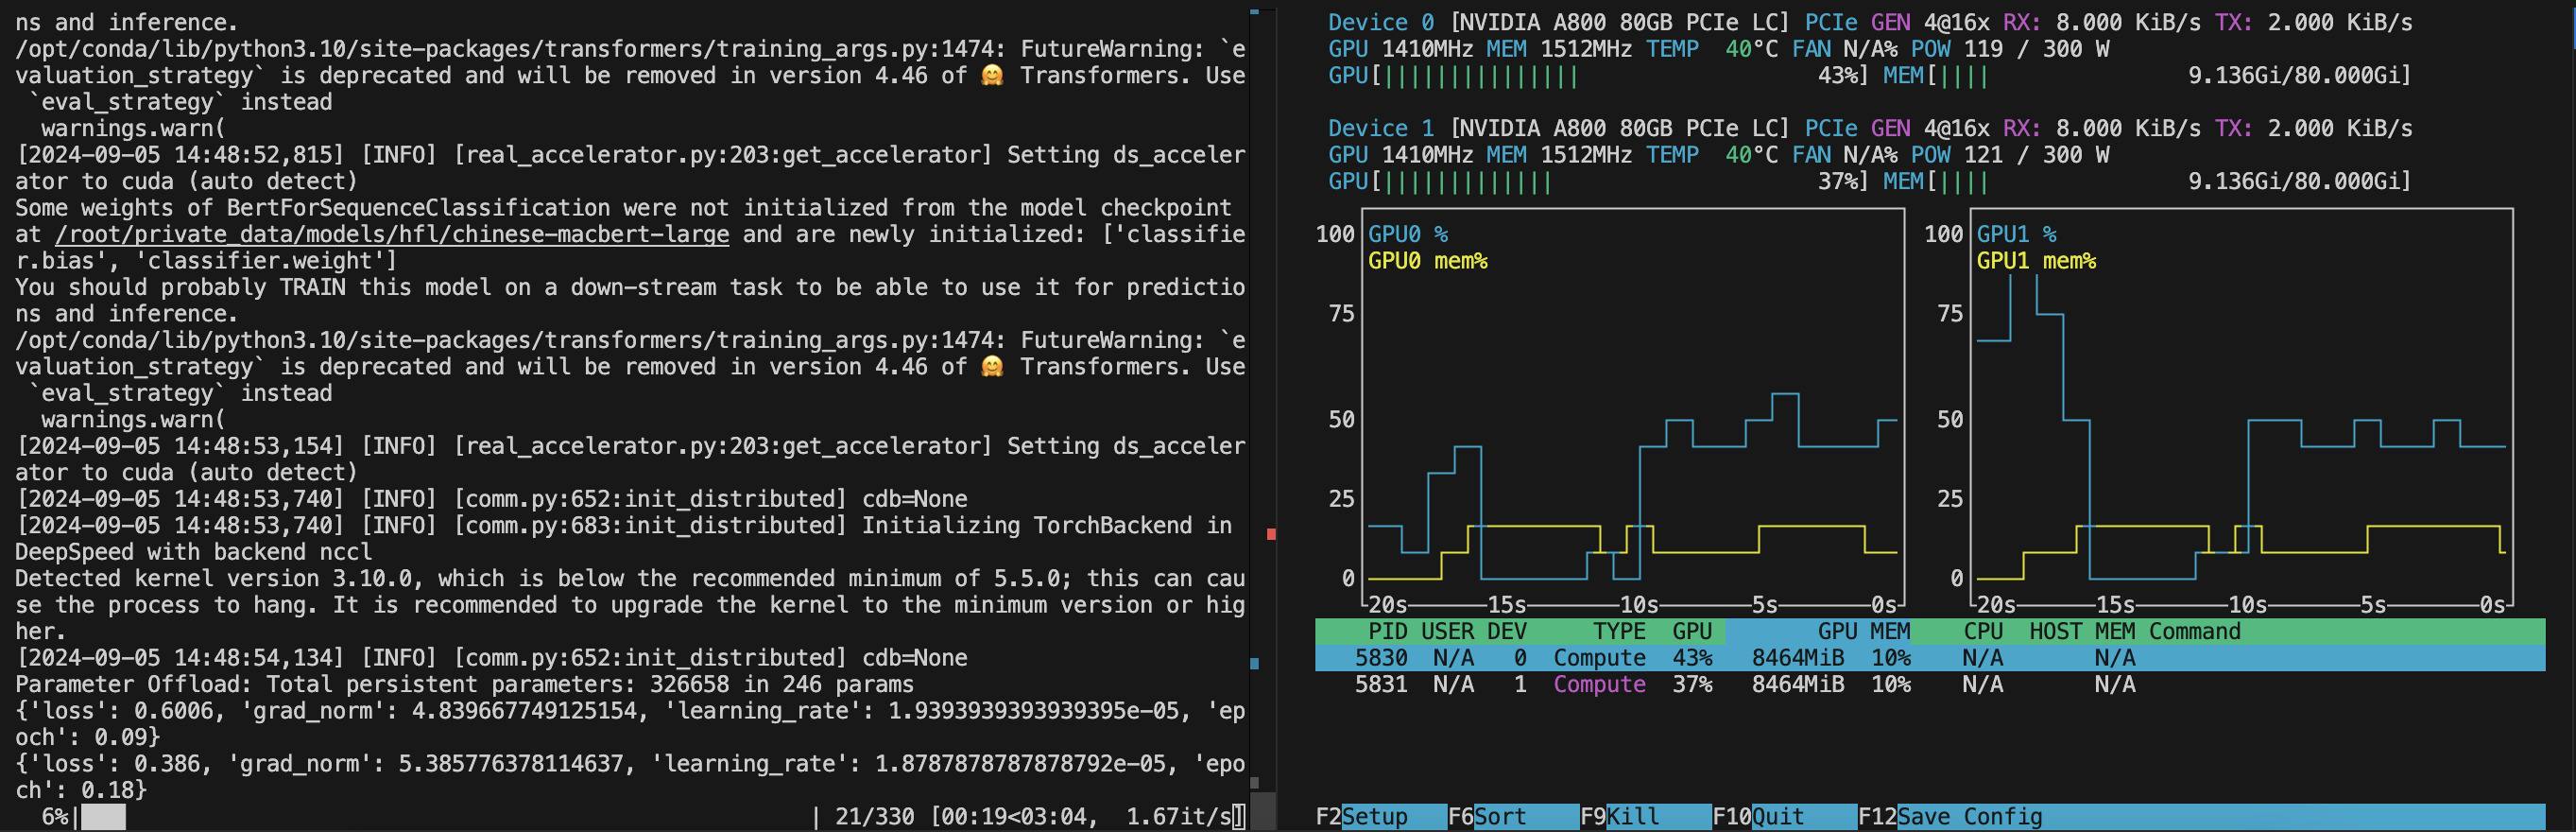 ns and inference.
/opt/conda/lib/python3.10/site-packages/transformers/training_args.py:1474: FutureWarning: `e
valuation_strategy` is deprecated and will be removed in version 4.46 of 🤗 Transformers. Use
 `eval_strategy` instead
  warnings.warn(
[2024-09-05 14:48:52,815] [INFO] [real_accelerator.py:203:get_accelerator] Setting ds_acceler
ator to cuda (auto detect)
Some weights of BertForSequenceClassification were not initialized from the model checkpoint
at /root/private_data/models/hfl/chinese-macbert-large and are newly initialized: ['classifie
r.bias', 'classifier.weight']
You should probably TRAIN this model on a down-stream task to be able to use it for predictio
ns and inference.
/opt/conda/lib/python3.10/site-packages/transformers/training_args.py:1474: FutureWarning: `e
valuation_strategy` is deprecated and will be removed in version 4.46 of 🤗 Transformers. Use
 `eval_strategy` instead
  warnings.warn(
[2024-09-05 14:48:53,154] [INFO] [real_accelerator.py:203:get_accelerator] Setting ds_acceler
ator to cuda (auto detect)
[2024-09-05 14:48:53,740] [INFO] [comm.py:652:init_distributed] cdb=None
[2024-09-05 14:48:53,740] [INFO] [comm.py:683:init_distributed] Initializing TorchBackend in
DeepSpeed with backend nccl
Detected kernel version 3.10.0, which is below the recommended minimum of 5.5.0; this can cau
se the process to hang. It is recommended to upgrade the kernel to the minimum version or hig
her.
[2024-09-05 14:48:54,134] [INFO] [comm.py:652:init_distributed] cdb=None
Parameter Offload: Total persistent parameters: 326658 in 246 params
{'loss': 0.6006, 'grad_norm': 4.839667749125154, 'learning_rate': 1.9393939393939395e-05, 'ep
och': 0.09}
{'loss': 0.386, 'grad_norm': 5.385776378114637, 'learning_rate': 1.8787878787878792e-05, 'epo
ch': 0.18}
  6%| | 21/330 [00:19<03:04,  1.67it/s]
Device 0 [NVIDIA A800 80GB PCIe LC] PCIe GEN 4@16x RX: 8.000 KiB/s TX: 2.000 KiB/s
GPU 1410MHz MEM 1512MHz TEMP  40°C FAN N/A% POW 119 / 300 W
GPU[||||||||||||||| 43%] MEM[|||| 9.136Gi/80.000Gi]
Device 1 [NVIDIA A800 80GB PCIe LC] PCIe GEN 4@16x RX: 8.000 KiB/s TX: 2.000 KiB/s
GPU 1410MHz MEM 1512MHz TEMP  40°C FAN N/A% POW 121 / 300 W
GPU[||||||||||||| 37%] MEM[|||| 9.136Gi/80.000Gi]
100
GPU0 %
GPU0 mem%
75
50
25
0
20s 15s 10s 5s 0s
100
GPU1 %
GPU1 mem%
75
50
25
0
20s 15s 10s 5s 0s
PID USER DEV TYPE GPU GPU MEM CPU HOST MEM Command
5830 N/A 0 Compute 43% 8464MiB 10% N/A N/A
5831 N/A 1 Compute 37% 8464MiB 10% N/A N/A
F2Setup F6Sort F9Kill F10Quit F12Save Config